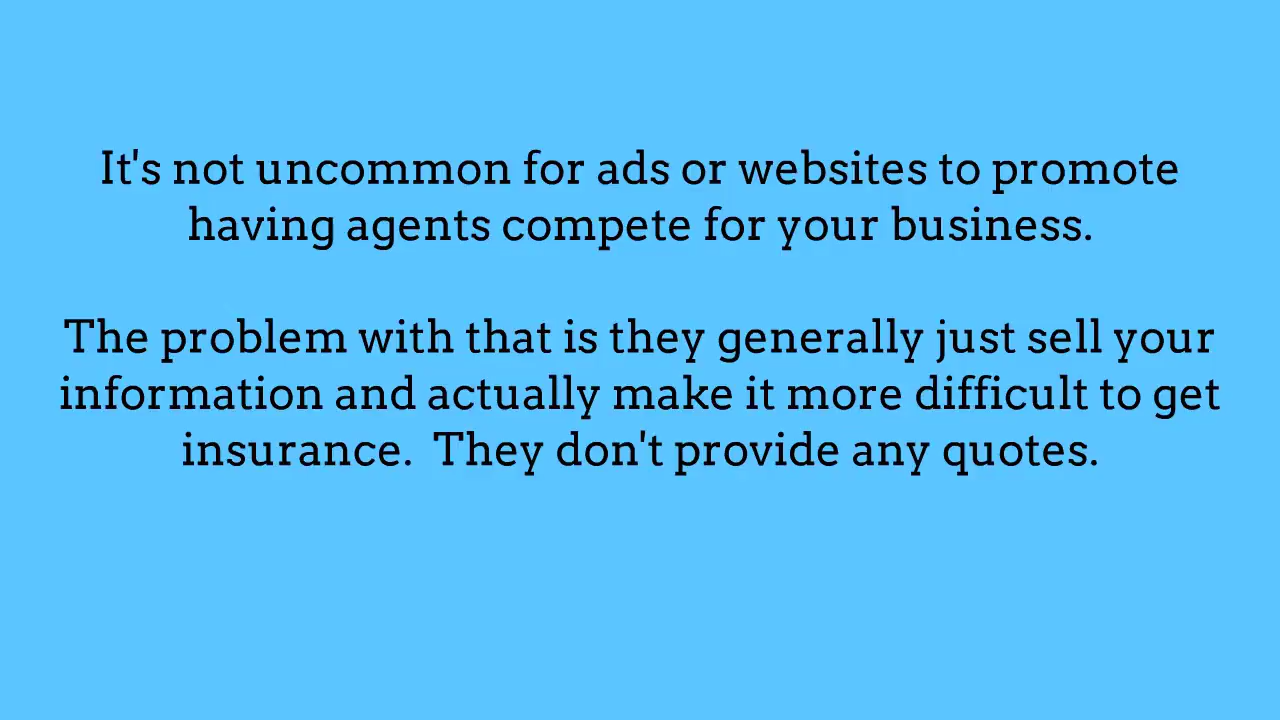 It's not uncommon for ads or websites to promote
having agents compete for your business.
The problem with that is they generally just sell your
information and actually make it more difficult to get
insurance.  They don't provide any quotes.